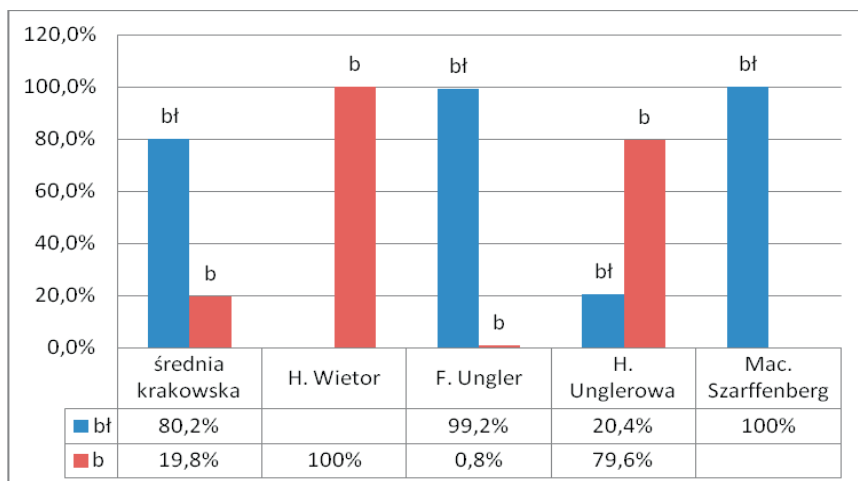 120,0%
100,0%
80,0%
60,0%
40,0%
20,0%
0,0%
bł
b
b
bł
b
bł
b
bł
średnia krakowska
H. Wietor
F. Ungler
H. Unglerowa
Mac. Szarffenberg
bł 80,2% 99,2% 20,4% 100%
b 19,8% 100% 0,8% 79,6%